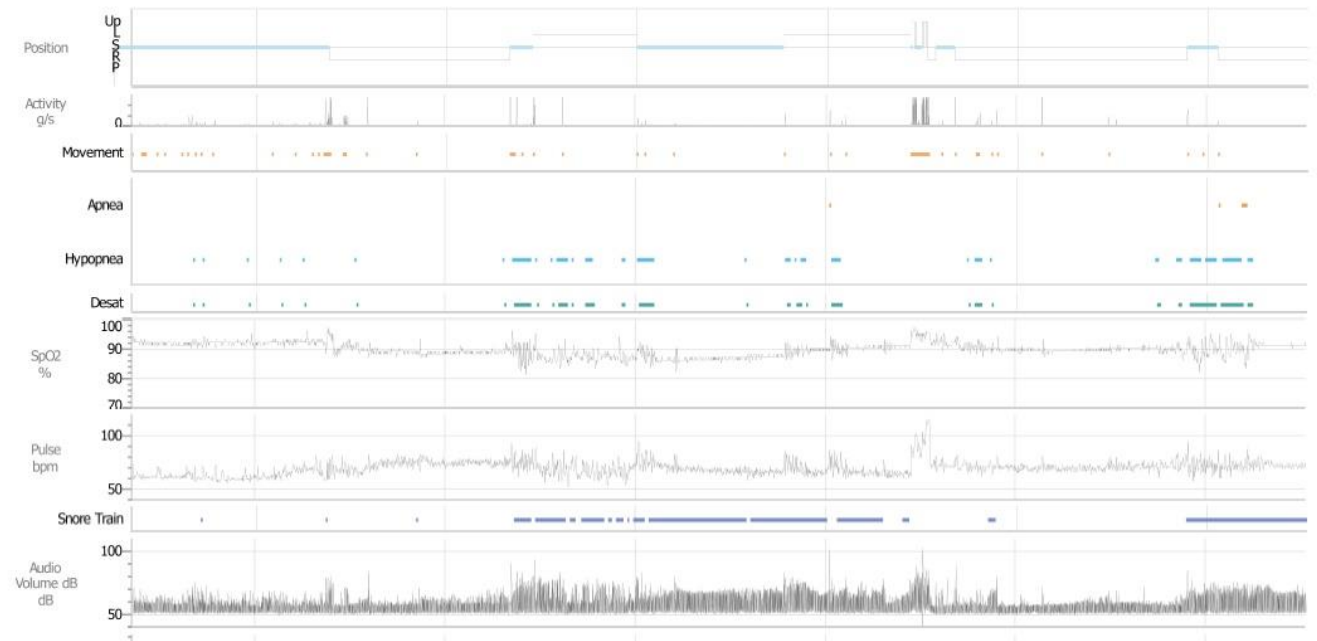 Position
Up
L
S
R
P
Activity
g/s
0
Movement
Apnea
Hypopnea
Desat
SpO2
%
100
90
80
70
Pulse
bpm
100
50
Snore Train
Audio
Volume dB
dB
100
50